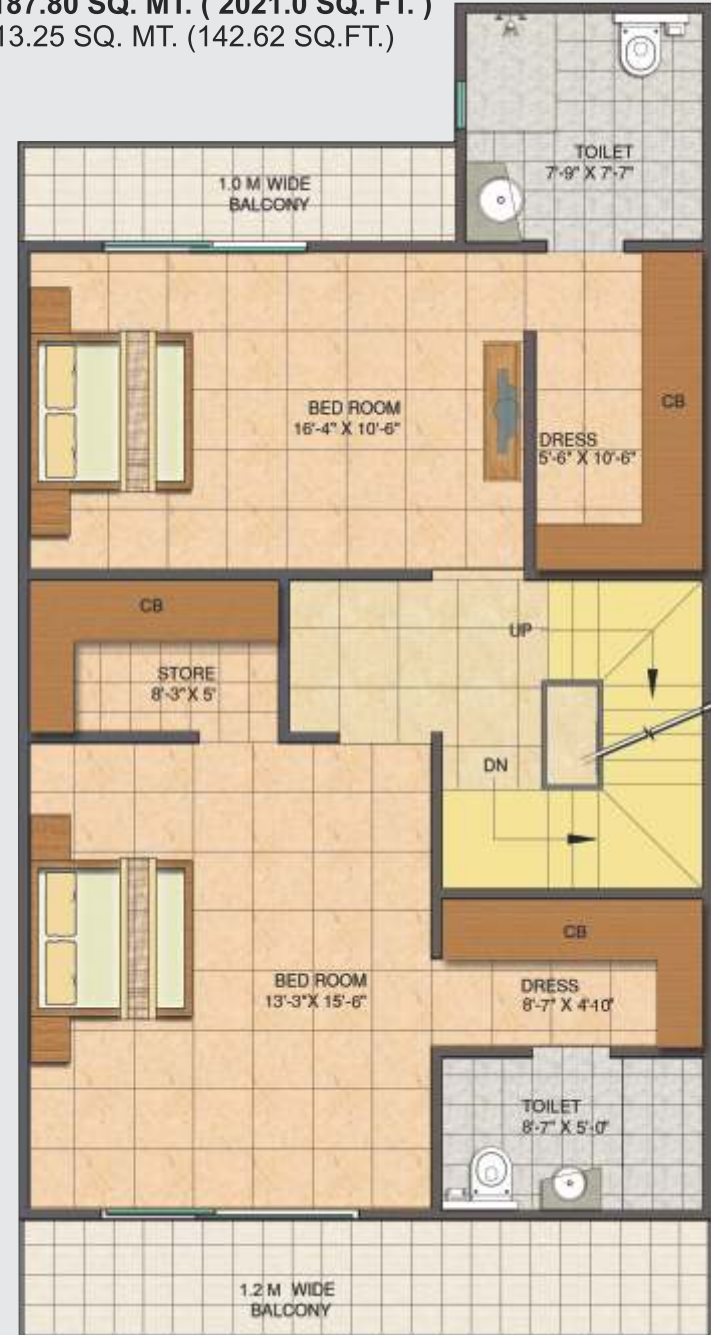 187.80 SQ. MT. ( 2021.0 SQ. FT. )
13.25 SQ. MT. (142.62 SQ.FT.)
TOILET
7'-9" X 7'-7"
1.0 M WIDE
BALCONY
BED ROOM
16'-4" X 10'-6"
CB
DRESS
5'-6" X 10'-6"
CB
UP
STORE
8'-3"X 5'
DN
CB
BED ROOM
13'-3"X 15'-6"
DRESS
8'-7" X 4'-10"
TOILET
8'-7" X 5'-0"
1.2 M WIDE
BALCONY